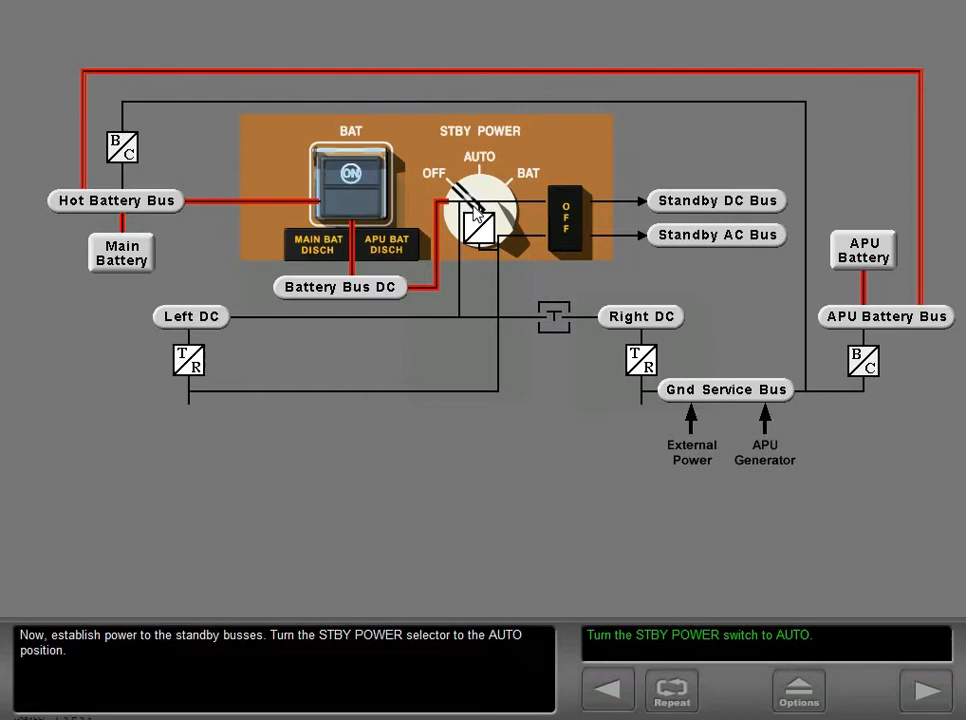 BAT
STBY POWER
AUTO
OFF
BAT
ON
B/C
Hot Battery Bus
Main
Battery
MAIN BAT
DISCH
APU BAT
DISCH
OFF
Standby DC Bus
Standby AC Bus
APU
Battery
Battery Bus DC
Left DC
T
Right DC
APU Battery Bus
T/R
T/R
B/C
Gnd Service Bus
External
Power
APU
Generator
Now, establish power to the standby busses. Turn the STBY POWER selector to the AUTO
position.
Turn the STBY POWER switch to AUTO.
Repeat
Options